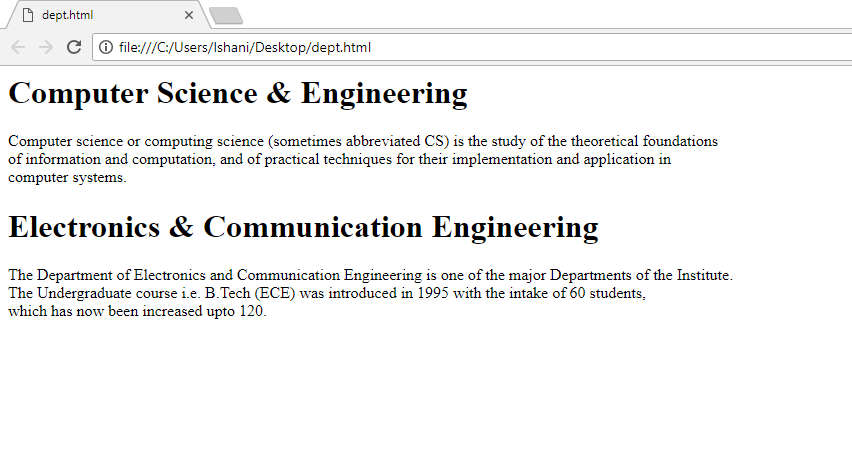 dept.html
file:///C:/Users/Ishani/Desktop/dept.html
Computer Science & Engineering
Computer science or computing science (sometimes abbreviated CS) is the study of the theoretical foundations
of information and computation, and of practical techniques for their implementation and application in
computer systems.
Electronics & Communication Engineering
The Department of Electronics and Communication Engineering is one of the major Departments of the Institute.
The Undergraduate course i.e. B.Tech (ECE) was introduced in 1995 with the intake of 60 students,
which has now been increased upto 120.